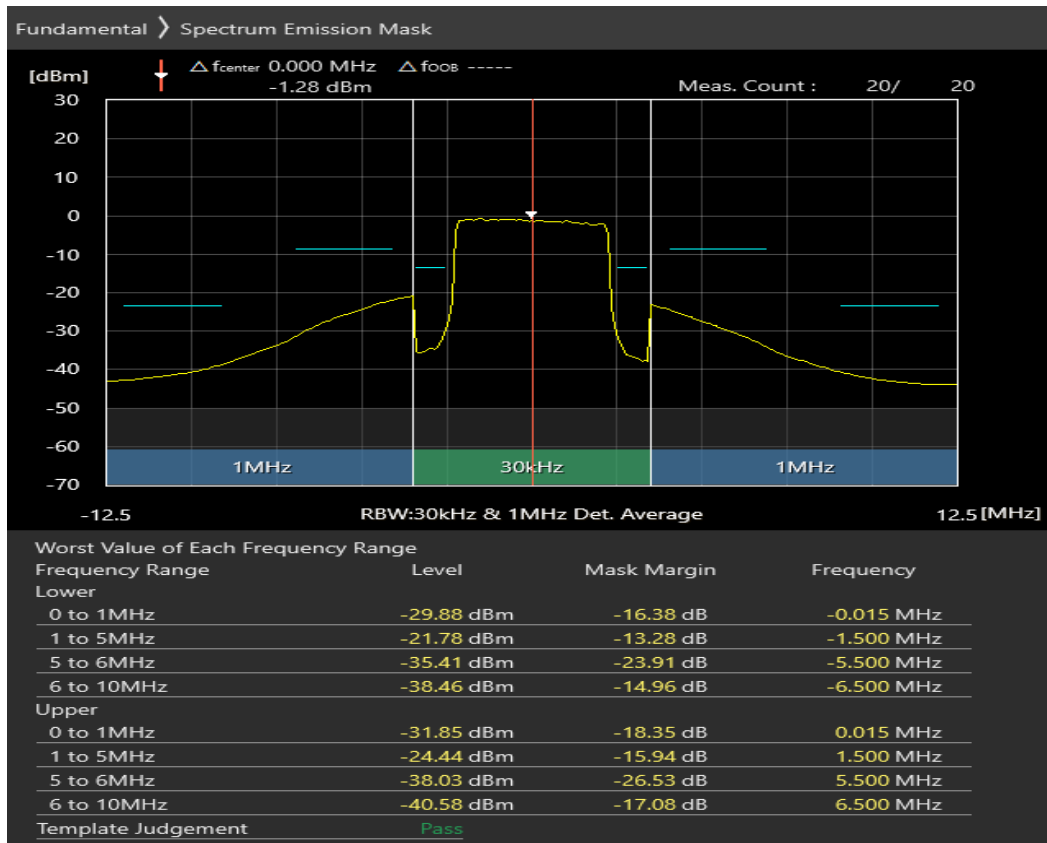 Fundamental ❯ Spectrum Emission Mask
[dBm] △ fcenter 0.000 MHz △ fOOB -----
-1.28 dBm Meas. Count : 20/ 20
30
20
10
0
-10
-20
-30
-40
-50
-60
1MHz 30kHz 1MHz
-70
-12.5 RBW:30kHz & 1MHz Det. Average 12.5 [MHz]
Worst Value of Each Frequency Range
Frequency Range Level Mask Margin Frequency
Lower
0 to 1MHz -29.88 dBm -16.38 dB -0.015 MHz
1 to 5MHz -21.78 dBm -13.28 dB -1.500 MHz
5 to 6MHz -35.41 dBm -23.91 dB -5.500 MHz
6 to 10MHz -38.46 dBm -14.96 dB -6.500 MHz
Upper
0 to 1MHz -31.85 dBm -18.35 dB 0.015 MHz
1 to 5MHz -24.44 dBm -15.94 dB 1.500 MHz
5 to 6MHz -38.03 dBm -26.53 dB 5.500 MHz
6 to 10MHz -40.58 dBm -17.08 dB 6.500 MHz
Template Judgement Pass